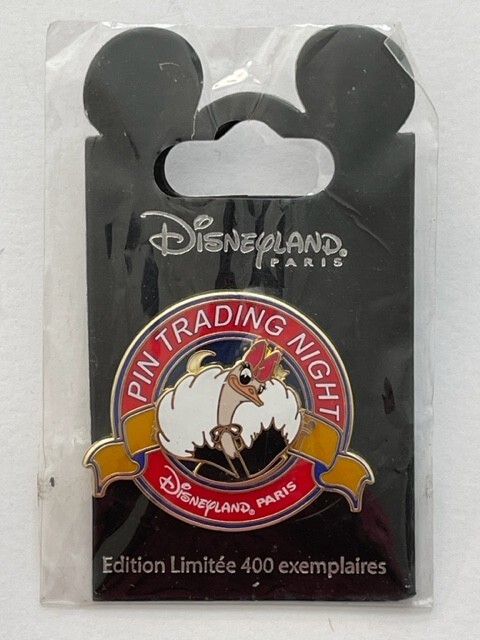 DISNEYLAND®
PARIS
PIN TRADING NIGHT
DISNEYLAND® PARIS
Edition Limitée 400 exemplaires